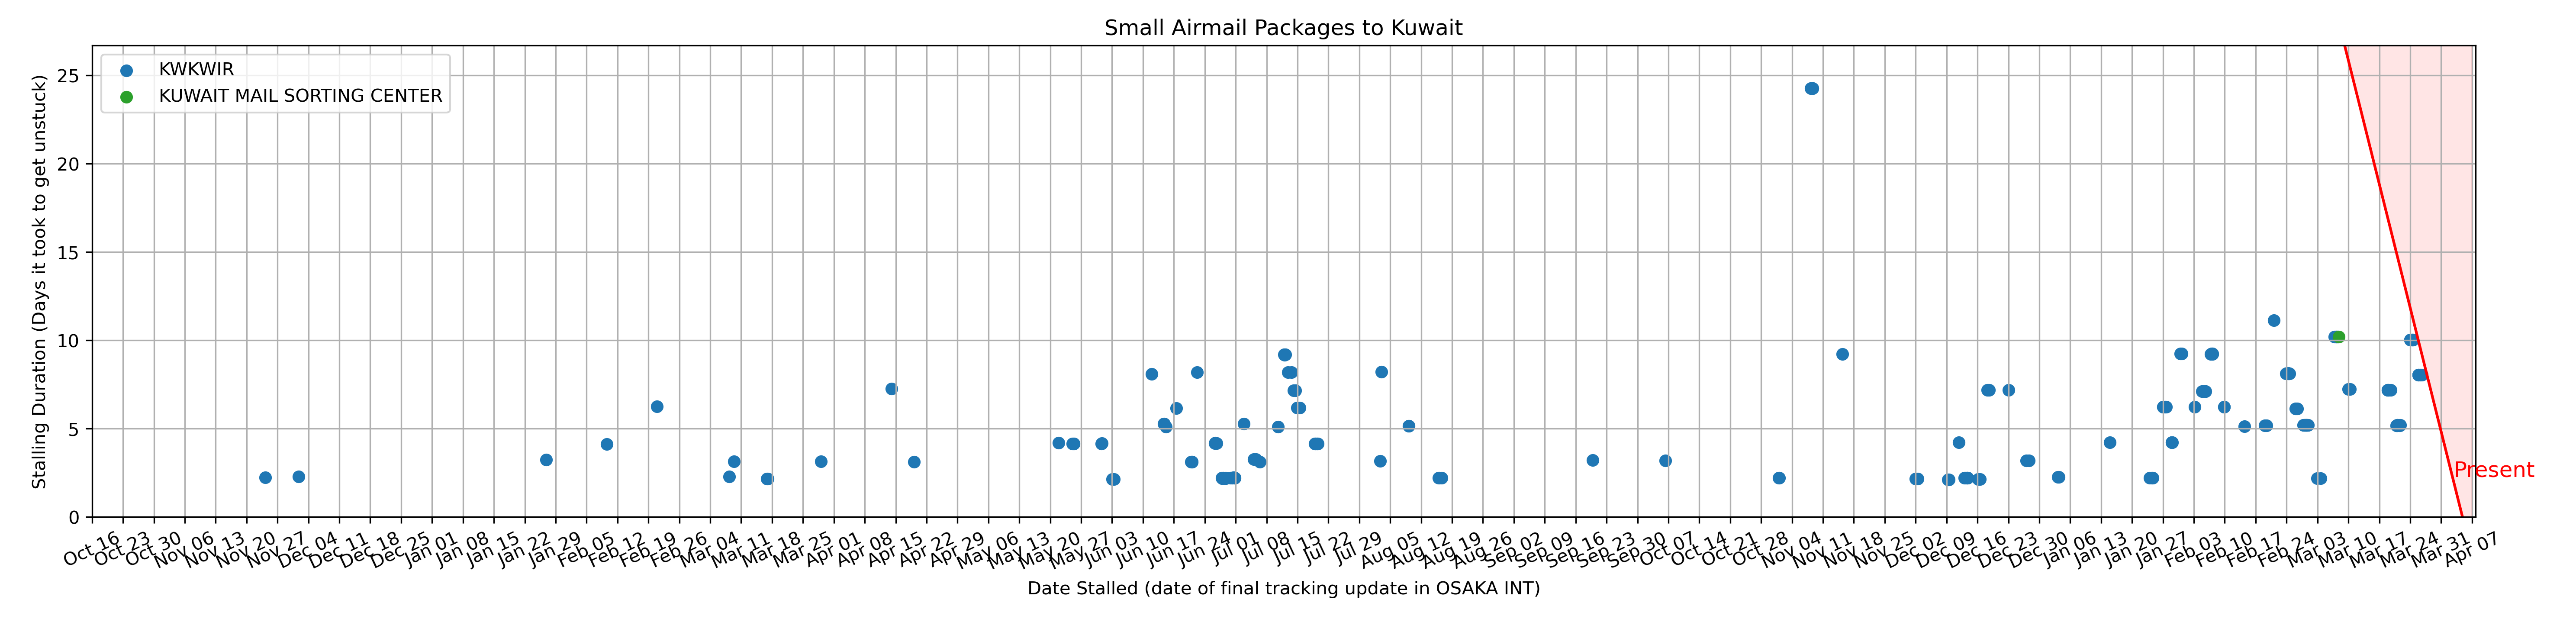 Small Airmail Packages to Kuwait
KWKWIR
KUWAIT MAIL SORTING CENTER
Stalling Duration (Days it took to get unstuck)
25
20
15
10
5
0
Present
Oct 16
Oct 23
Oct 30
Nov 06
Nov 13
Nov 20
Nov 27
Dec 04
Dec 11
Dec 18
Dec 25
Jan 01
Jan 08
Jan 15
Jan 22
Jan 29
Feb 05
Feb 12
Feb 19
Feb 26
Mar 04
Mar 11
Mar 18
Mar 25
Apr 01
Apr 08
Apr 15
Apr 22
Apr 29
May 06
May 13
May 20
May 27
Jun 03
Jun 10
Jun 17
Jun 24
Jul 01
Jul 08
Jul 15
Jul 22
Jul 29
Aug 05
Aug 12
Aug 19
Aug 26
Sep 02
Sep 09
Sep 16
Sep 23
Sep 30
Oct 07
Oct 14
Oct 21
Oct 28
Nov 04
Nov 11
Nov 18
Nov 25
Dec 02
Dec 09
Dec 16
Dec 23
Dec 30
Jan 06
Jan 13
Jan 20
Jan 27
Feb 03
Feb 10
Feb 17
Feb 24
Mar 03
Mar 10
Mar 17
Mar 24
Mar 31
Apr 07
Date Stalled (date of final tracking update in OSAKA INT)